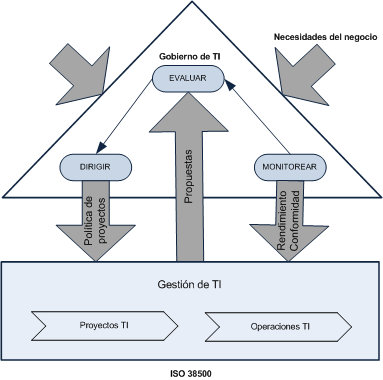 Necesidades del negocio
Gobierno de TI
EVALUAR
DIRIGIR
MONITOREAR
Política de
proyectos
Propuestas
Rendimiento
Conformidad
Gestión de TI
Proyectos TI
Operaciones TI
ISO 38500